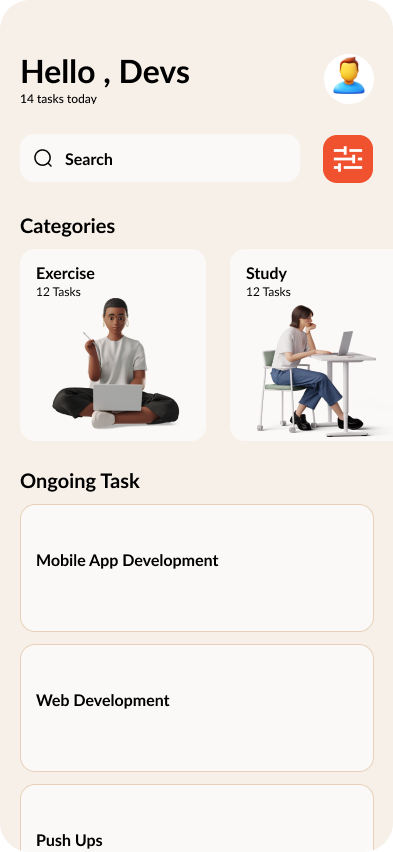 Hello , Devs
14 tasks today
Search
Categories
Exercise
12 Tasks
Study
12 Tasks
Ongoing Task
Mobile App Development
Web Development
Push Ups